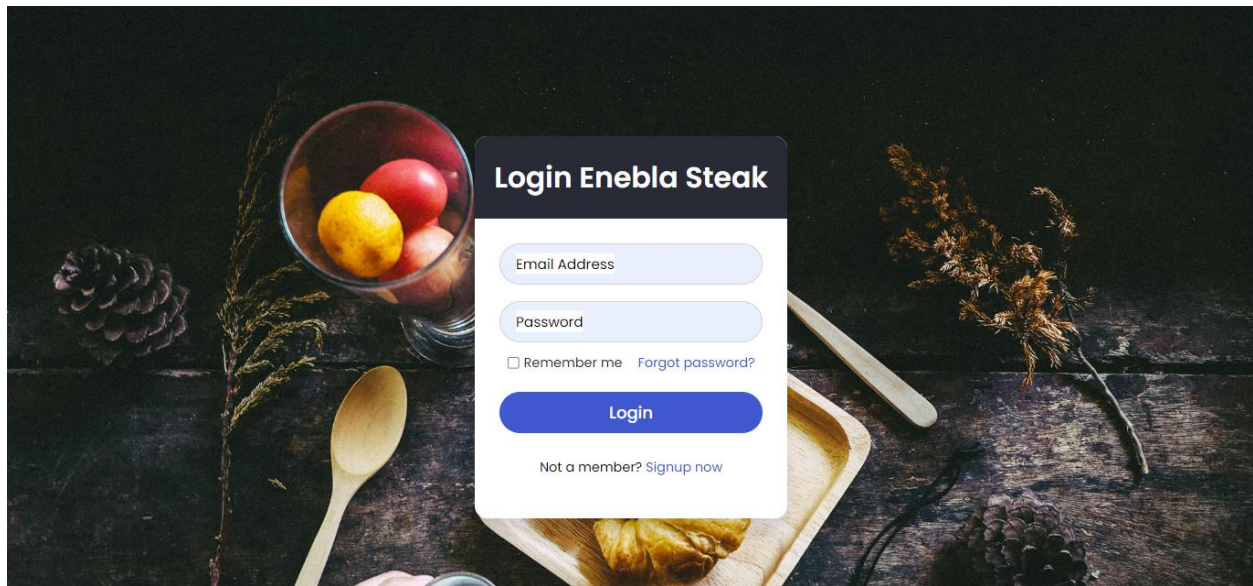 Login Enebla Steak
Email Address
Password
Remember me Forgot password?
Login
Not a member? Signup now